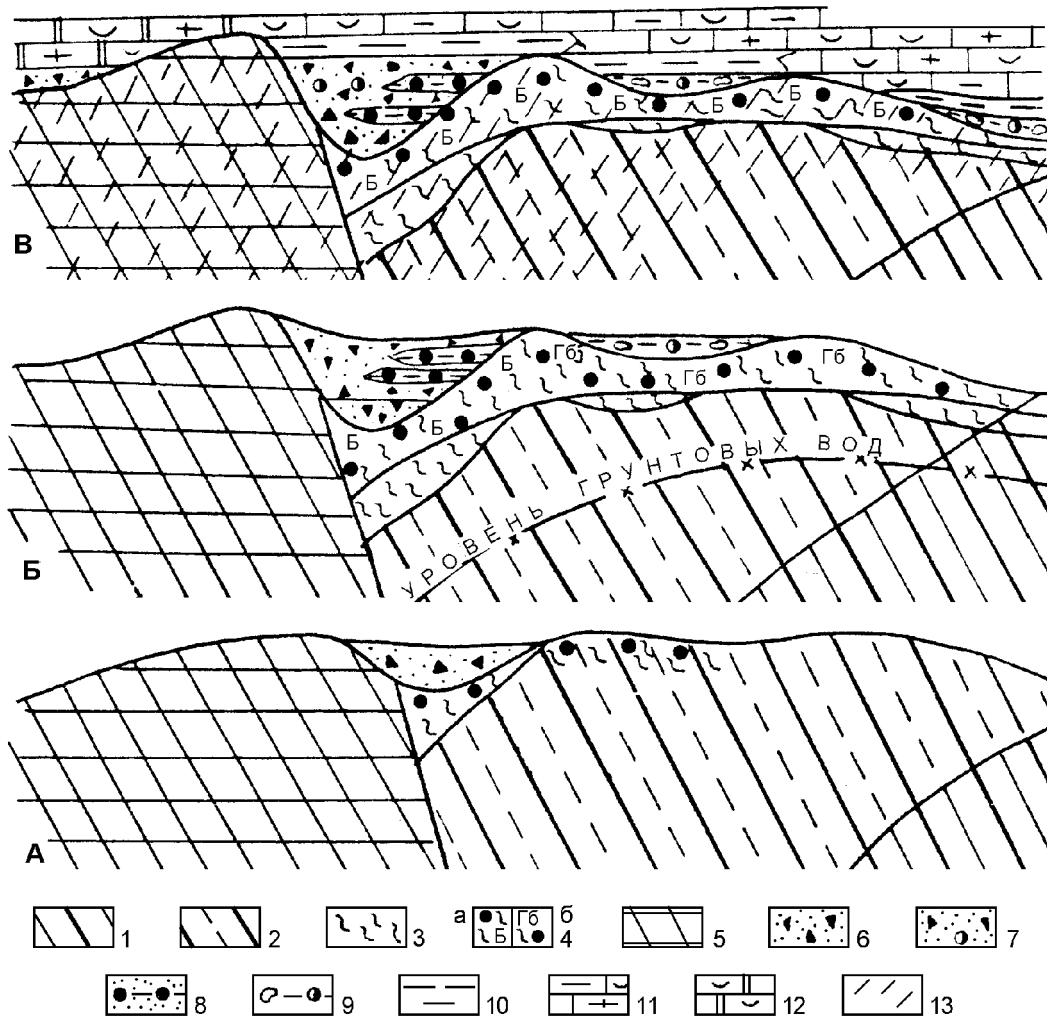 Б Б Б Б Б
Б
В
Б Гб Гб
Гб
Б Б
УРОВЕНЬ ГРУНТОВЫХ ВОД
Б
А
1 2 3 а Б Гб б 4 5 6 7
8 9 10 11 12 13